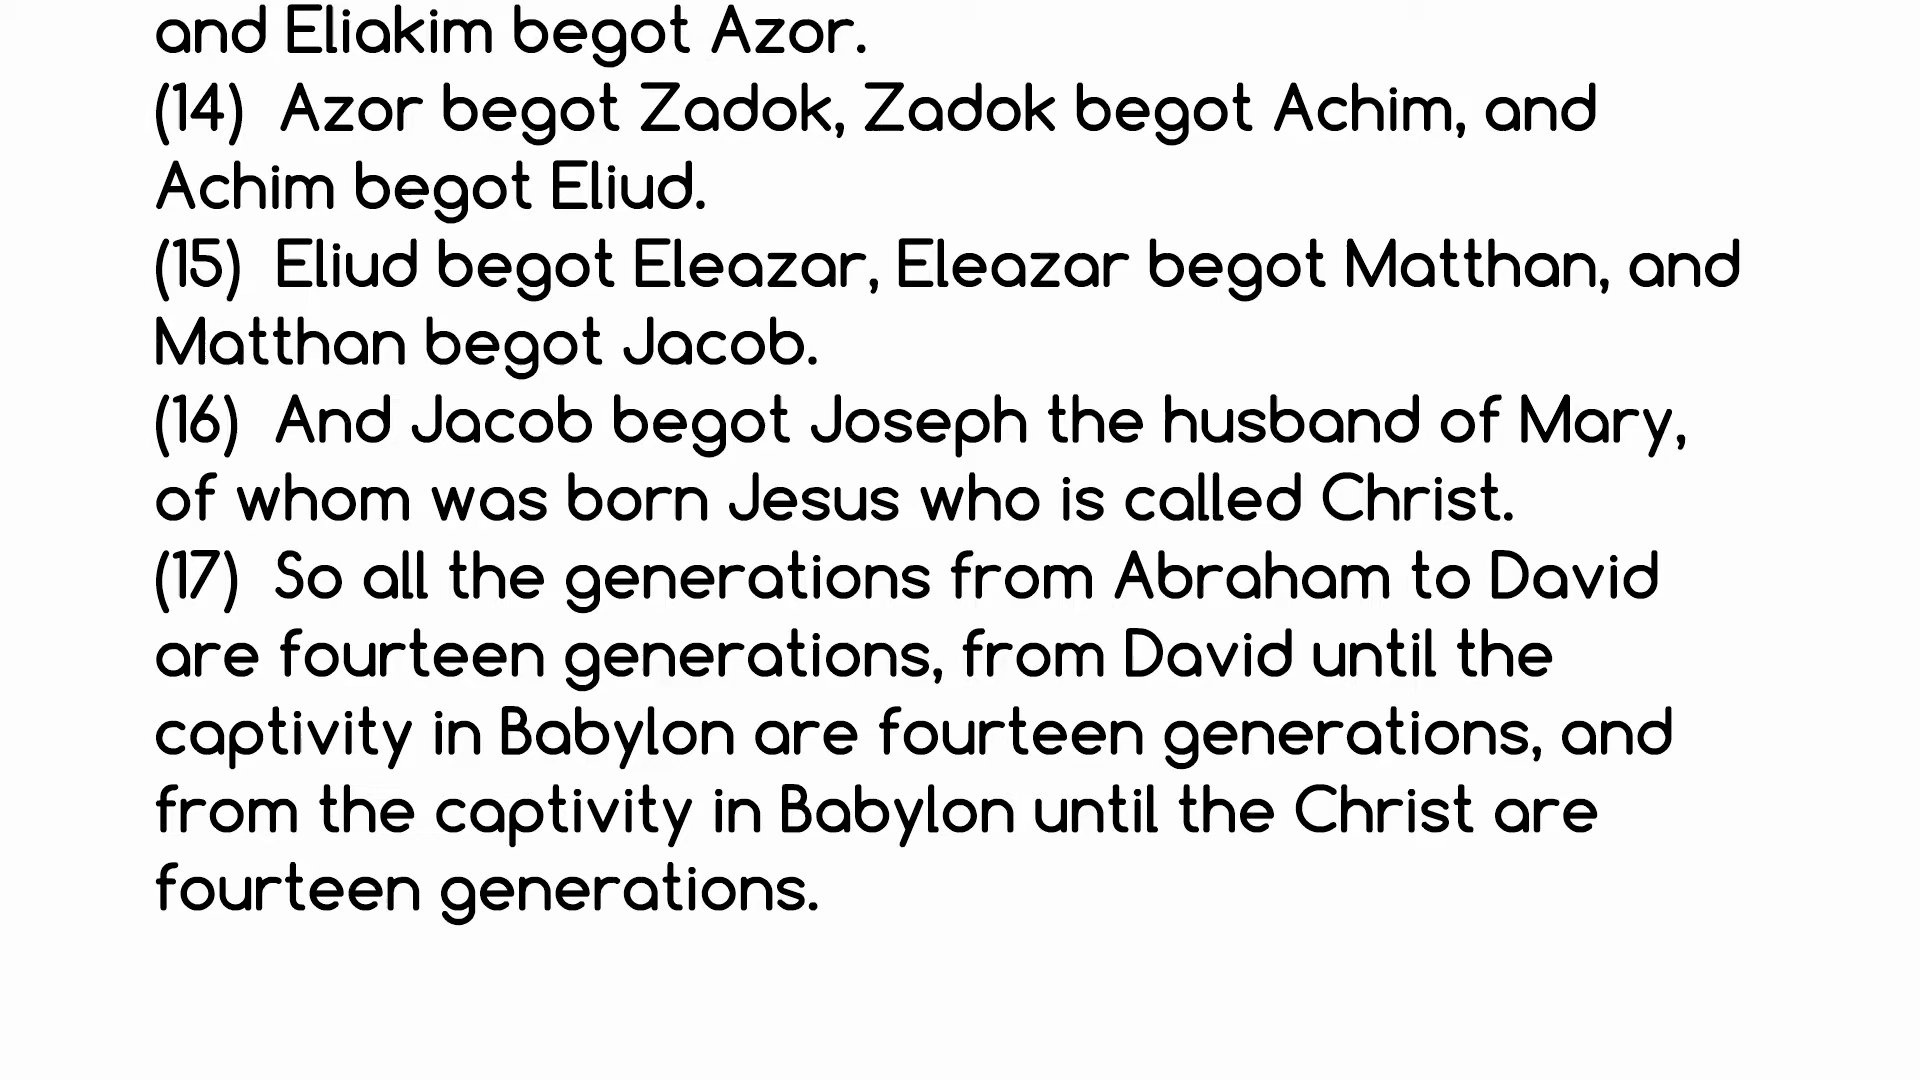 and Eliakim begot Azor.
(14)  Azor begot Zadok, Zadok begot Achim, and
Achim begot Eliud.
(15)  Eliud begot Eleazar, Eleazar begot Matthan, and
Matthan begot Jacob.
(16)  And Jacob begot Joseph the husband of Mary,
of whom was born Jesus who is called Christ.
(17)  So all the generations from Abraham to David
are fourteen generations, from David until the
captivity in Babylon are fourteen generations, and
from the captivity in Babylon until the Christ are
fourteen generations.